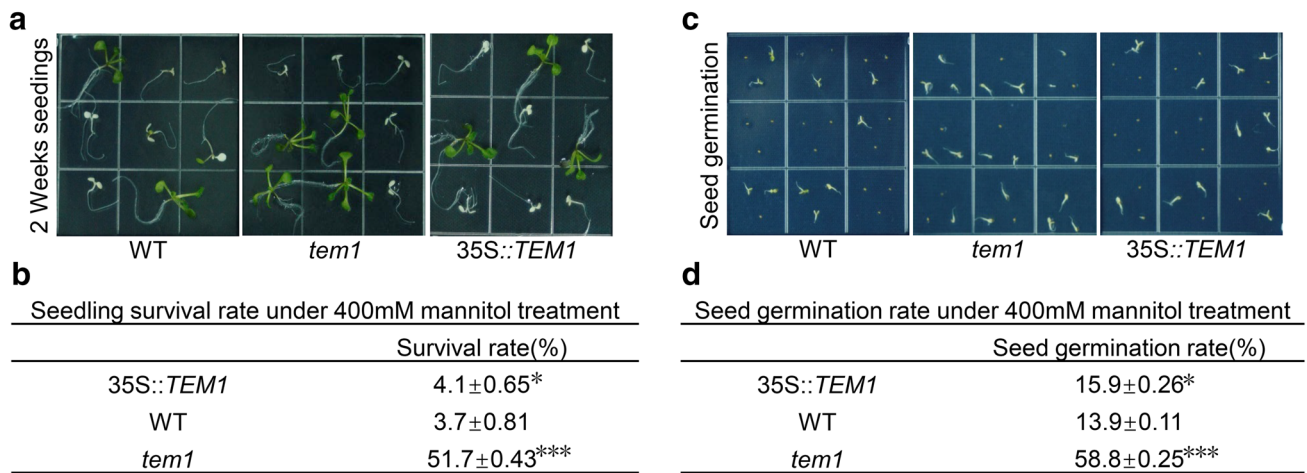 a
2 Weeks seedings
WT
tem1
35S::TEM1
b
Seedling survival rate under 400mM mannitol treatment
Survival rate(%)
35S::TEM1 4.1±0.65*
WT 3.7±0.81
tem1 51.7±0.43***
c
Seed germination
WT
tem1
35S::TEM1
d
Seed germination rate under 400mM mannitol treatment
Seed germination rate(%)
35S::TEM1 15.9±0.26*
WT 13.9±0.11
tem1 58.8±0.25***